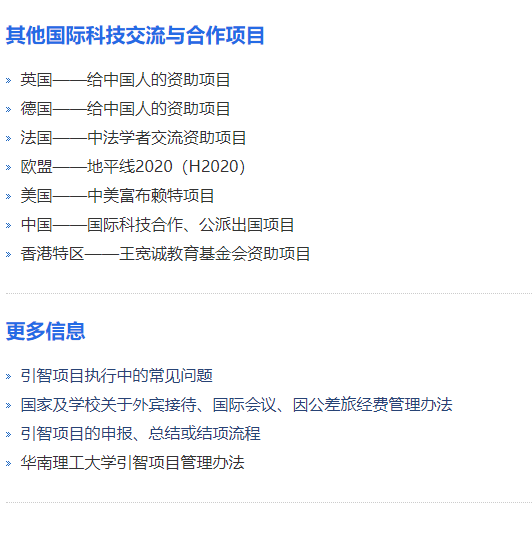 其他国际科技交流与合作项目
英国——给中国人的资助项目
德国——给中国人的资助项目
法国——中法学者交流资助项目
欧盟——地平线2020（H2020）
美国——中美富布赖特项目
中国——国际科技合作、公派出国项目
香港特区——王宽诚教育基金会资助项目
更多信息
引智项目执行中的常见问题
国家及学校关于外宾接待、国际会议、因公差旅经费管理办法
引智项目的申报、总结或结项流程
华南理工大学引智项目管理办法